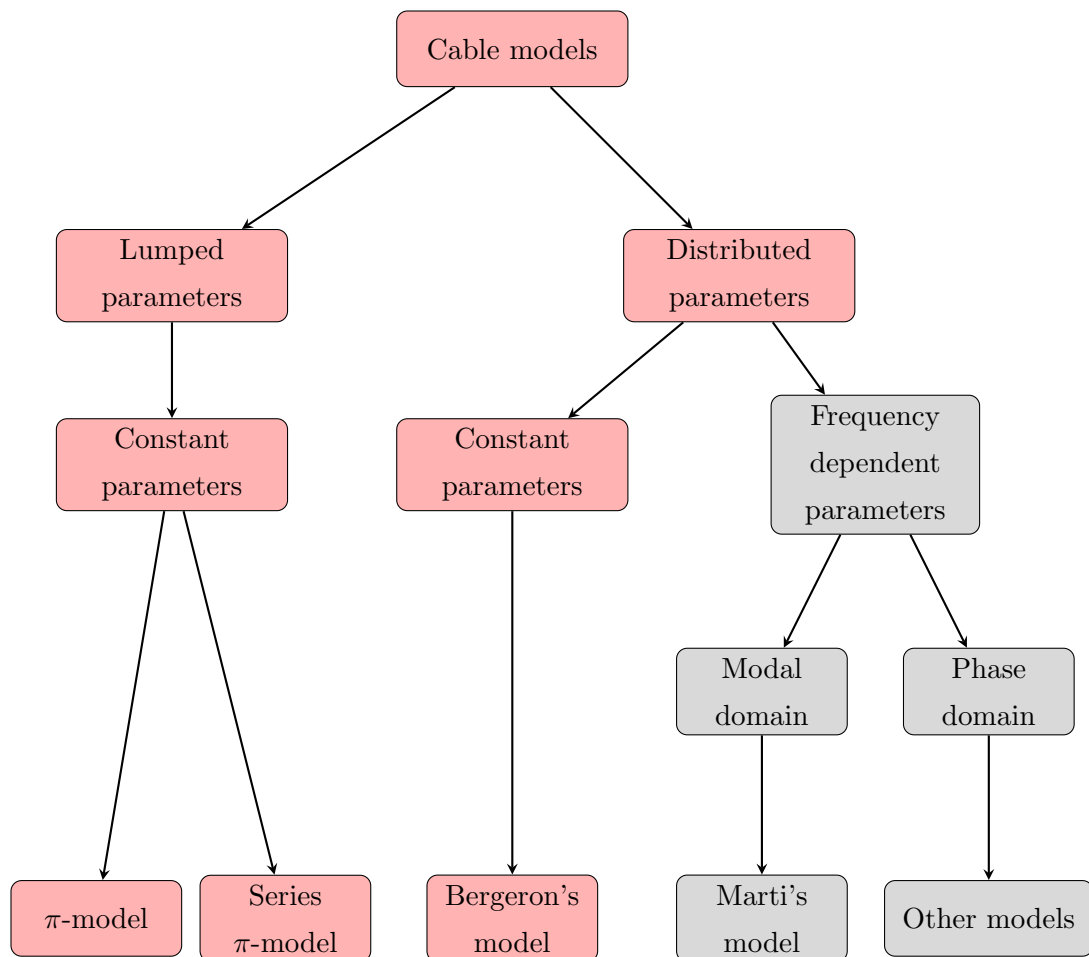 Cable models
Lumped
parameters
Distributed
parameters
Constant
parameters
Constant
parameters
Frequency
dependent
parameters
Modal
domain
Phase
domain
π-model
Series
π-model
Bergeron's
model
Marti's
model
Other models